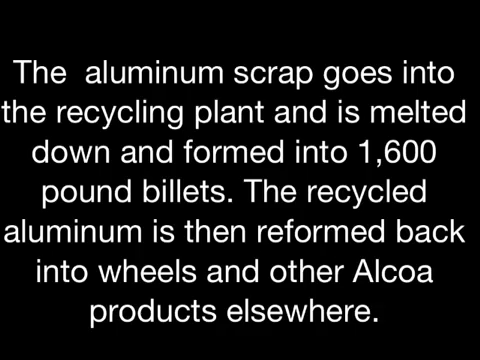 The  aluminum scrap goes into
the recycling plant and is melted
down and formed into 1,600
pound billets. The recycled
aluminum is then reformed back
into wheels and other Alcoa
products elsewhere.